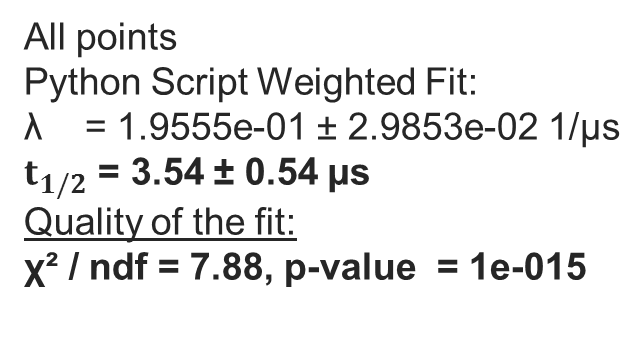 All points
Python Script Weighted Fit:
λ = 1.9555e-01 ± 2.9853e-02 1/µs
t₁/₂ = 3.54 ± 0.54 µs
Quality of the fit:
χ² / ndf = 7.88, p-value = 1e-015